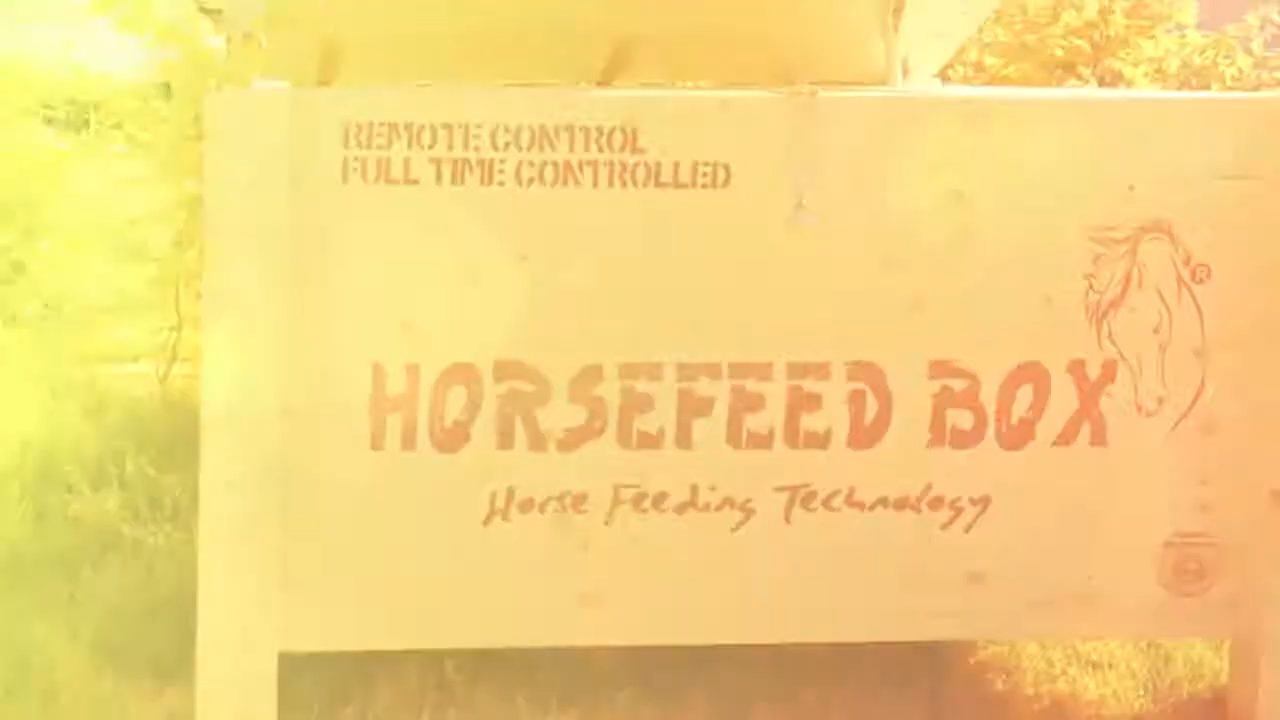 REMOTE CONTROL
FULL TIME CONTROLLED
®
HORSEFEED BOX
Horse Feeding Technology